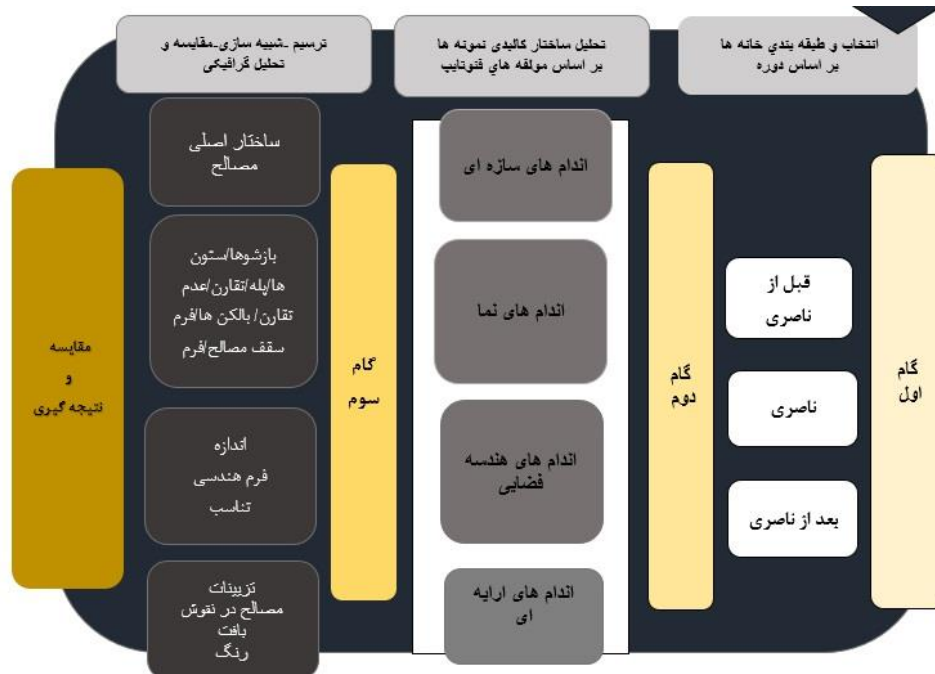 انتخاب و طبقه بندي خانه ها
بر اساس دوره
تحلیل ساختار کالبدی نمونه ها
بر اساس مولفه هاي فنوتایپ
ترسیم -شبیه سازی-مقایسه و
تحلیل گرافیکی
گام
اول
قبل از
ناصری
ناصری
بعد از ناصری
گام
دوم
اندام های سازه ای
اندام های نما
اندام های هندسه
فضایی
اندام های ارایه
ای
گام
سوم
ساختار اصلی
مصالح
بازشوها/ستون
ها/پله/تقارن/عدم
تقارن/ بالکن ها/فرم
سقف مصالح/فرم
اندازه
فرم هندسی
تناسب
تزیینات
مصالح در نقوش
بافت
رنگ
مقایسه
و
نتیجه گیری